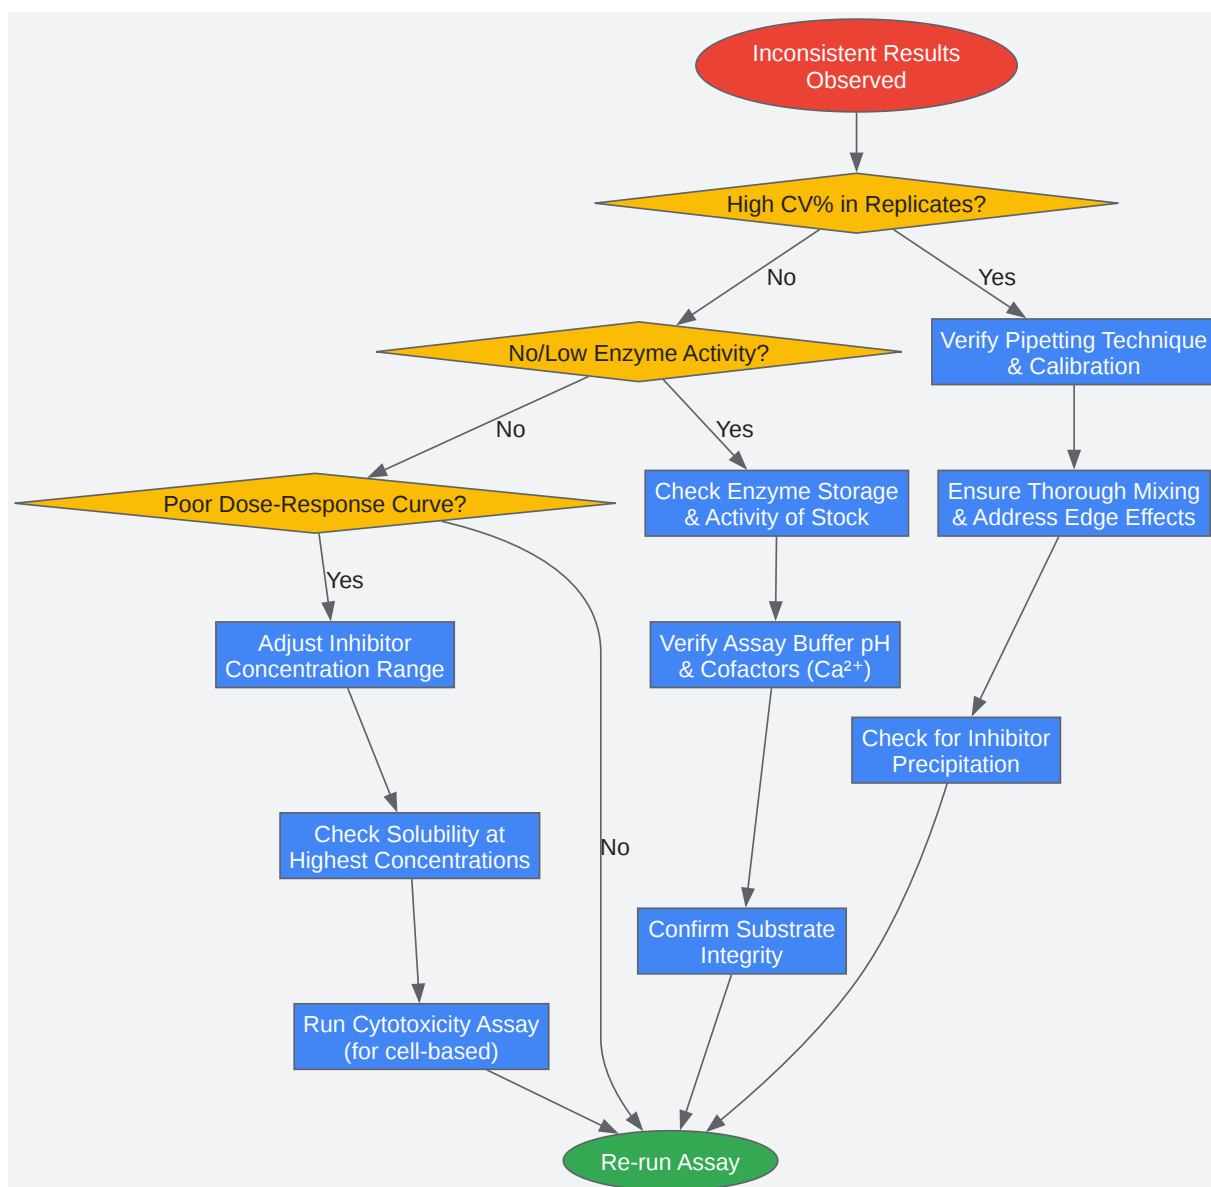 Inconsistent Results
Observed
High CV% in Replicates?
No
Yes
No/Low Enzyme Activity?
Verify Pipetting Technique
& Calibration
No
Yes
Poor Dose-Response Curve?
Check Enzyme Storage
& Activity of Stock
Ensure Thorough Mixing
& Address Edge Effects
Yes
Adjust Inhibitor
Concentration Range
Verify Assay Buffer pH
& Cofactors (Ca²⁺)
Check for Inhibitor
Precipitation
Check Solubility at
Highest Concentrations
No
Confirm Substrate
Integrity
Run Cytotoxicity Assay
(for cell-based)
Re-run Assay